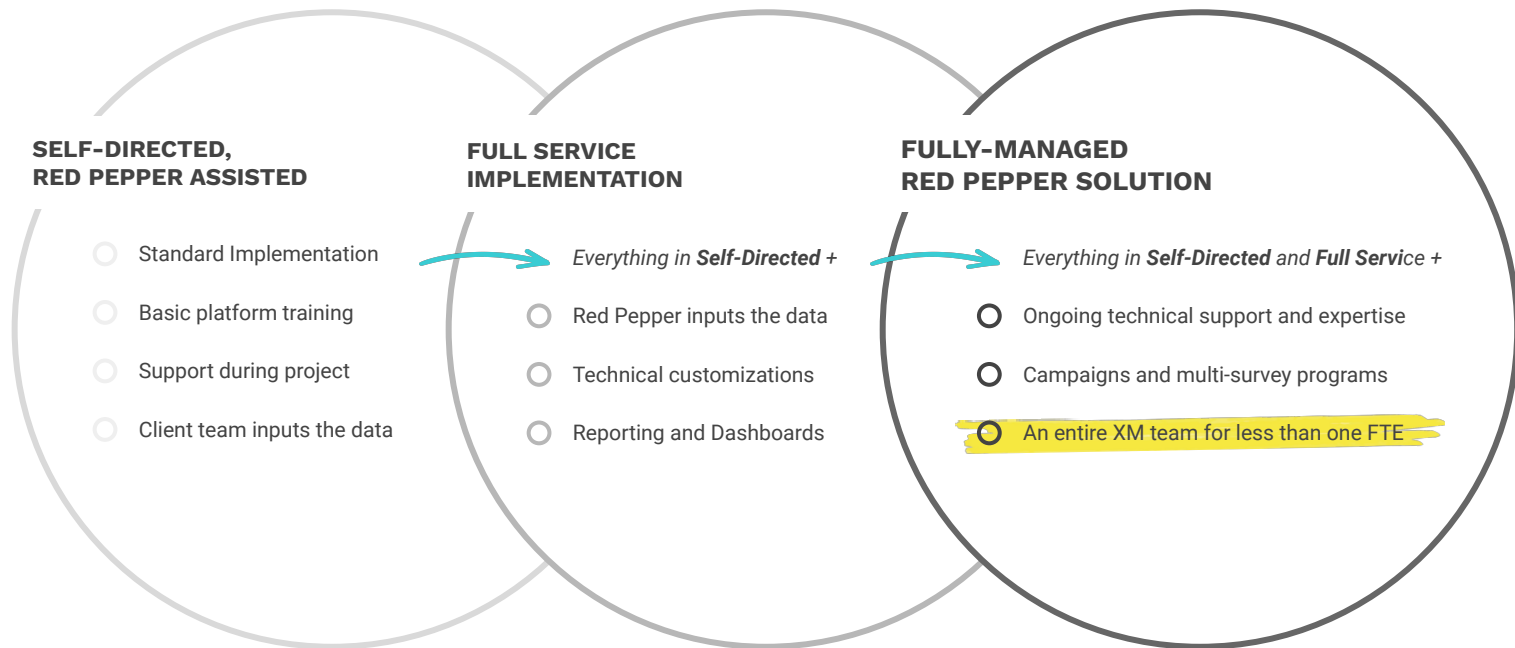 SELF-DIRECTED,
RED PEPPER ASSISTED
Standard Implementation
Basic platform training
Support during project
Client team inputs the data
FULL SERVICE
IMPLEMENTATION
Everything in Self-Directed +
Red Pepper inputs the data
Technical customizations
Reporting and Dashboards
FULLY-MANAGED
RED PEPPER SOLUTION
Everything in Self-Directed and Full Service +
Ongoing technical support and expertise
Campaigns and multi-survey programs
An entire XM team for less than one FTE